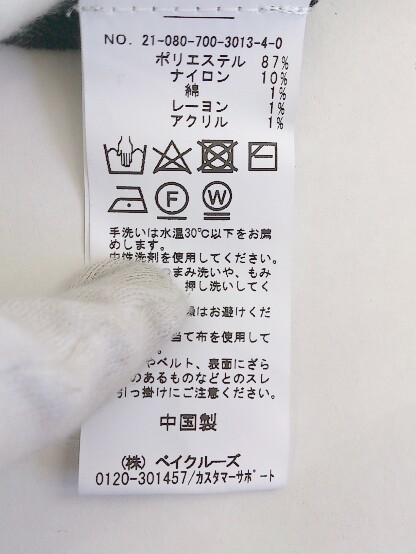 NO. 21-080-700-3013-4-0
ポリエステル 87%
ナイロン 10%
綿 1%
レーヨン 1%
アクリル 1%
F W
手洗いは水温30℃以下をお薦
めします。
中性洗剤を使用してください。
つまみ洗いや、もみ
押し洗いしてく
はお避けくだ
当て布を使用して
。
やベルト、表面にざら
のあるものなどとのスレ
引っ掛けにご注意ください。
中国製
(株) ベイクルーズ
0120-301457/カスタマーサポート